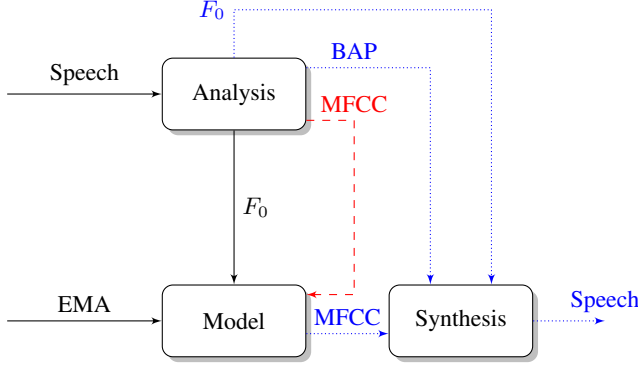 F₀
BAP
Speech
Analysis
MFCC
F₀
EMA
Model
MFCC
Synthesis
Speech